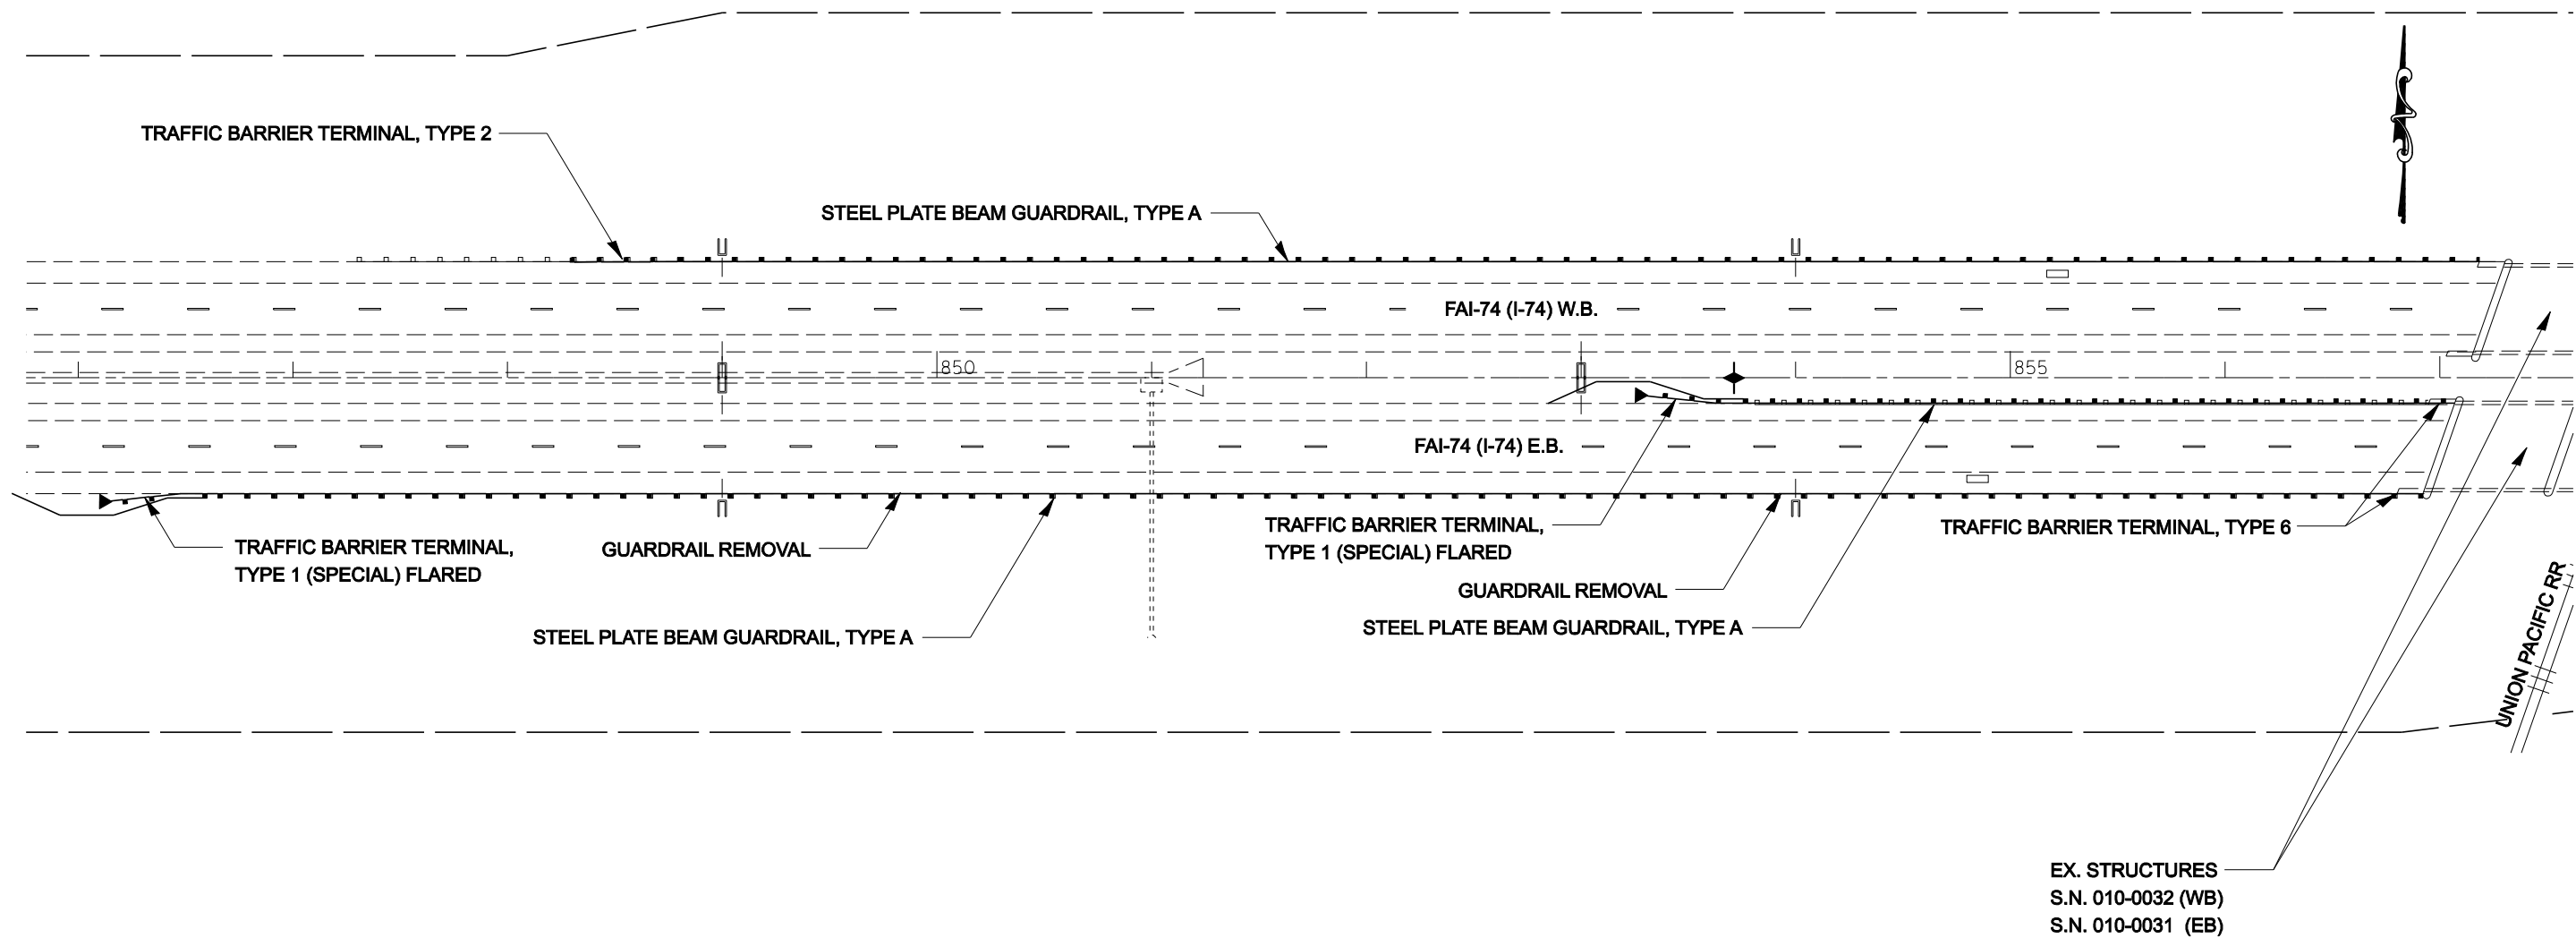 TRAFFIC BARRIER TERMINAL, TYPE 2
STEEL PLATE BEAM GUARDRAIL, TYPE A
FAI-74 (I-74) W.B.
850
855
FAI-74 (I-74) E.B.
TRAFFIC BARRIER TERMINAL,
TYPE 1 (SPECIAL) FLARED
GUARDRAIL REMOVAL
TRAFFIC BARRIER TERMINAL,
TYPE 1 (SPECIAL) FLARED
TRAFFIC BARRIER TERMINAL, TYPE 6
GUARDRAIL REMOVAL
STEEL PLATE BEAM GUARDRAIL, TYPE A
STEEL PLATE BEAM GUARDRAIL, TYPE A
UNION PACIFIC RR
EX. STRUCTURES
S.N. 010-0032 (WB)
S.N. 010-0031 (EB)